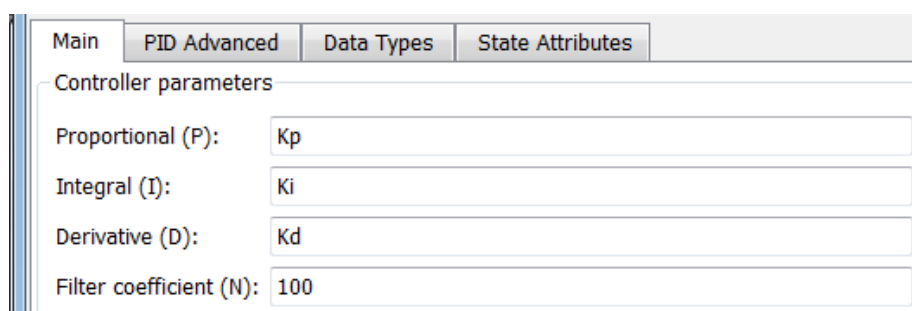 Main PID Advanced Data Types State Attributes
Controller parameters
Proportional (P): Kp
Integral (I): Ki
Derivative (D): Kd
Filter coefficient (N): 100